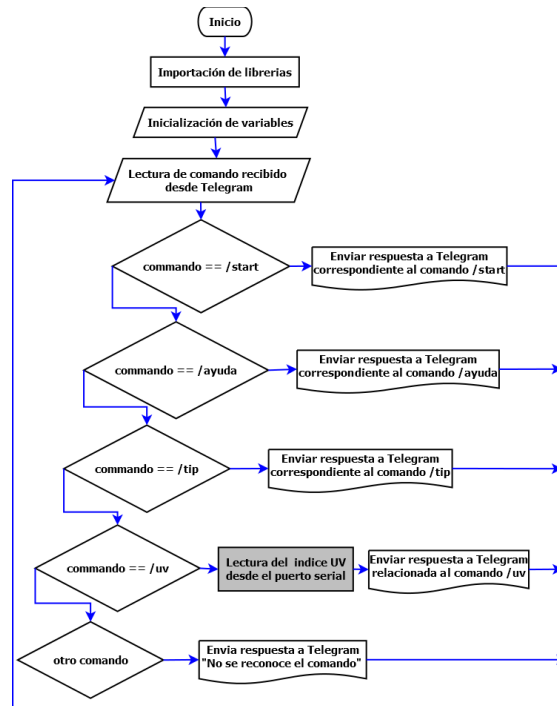 Inicio
Importación de librerias
Inicialización de variables
Lectura de comando recibido
desde Telegram
commando == /start
Enviar respuesta a Telegram
correspondiente al comando /start
commando == /ayuda
Enviar respuesta a Telegram
correspondiente al comando /ayuda
commando == /tip
Enviar respuesta a Telegram
correspondiente al comando /tip
commando == /uv
Lectura del indice UV
desde el puerto serial
Enviar respuesta a Telegram
relacionada al comando /uv
otro comando
Envia respuesta a Telegram
"No se reconoce el comando"